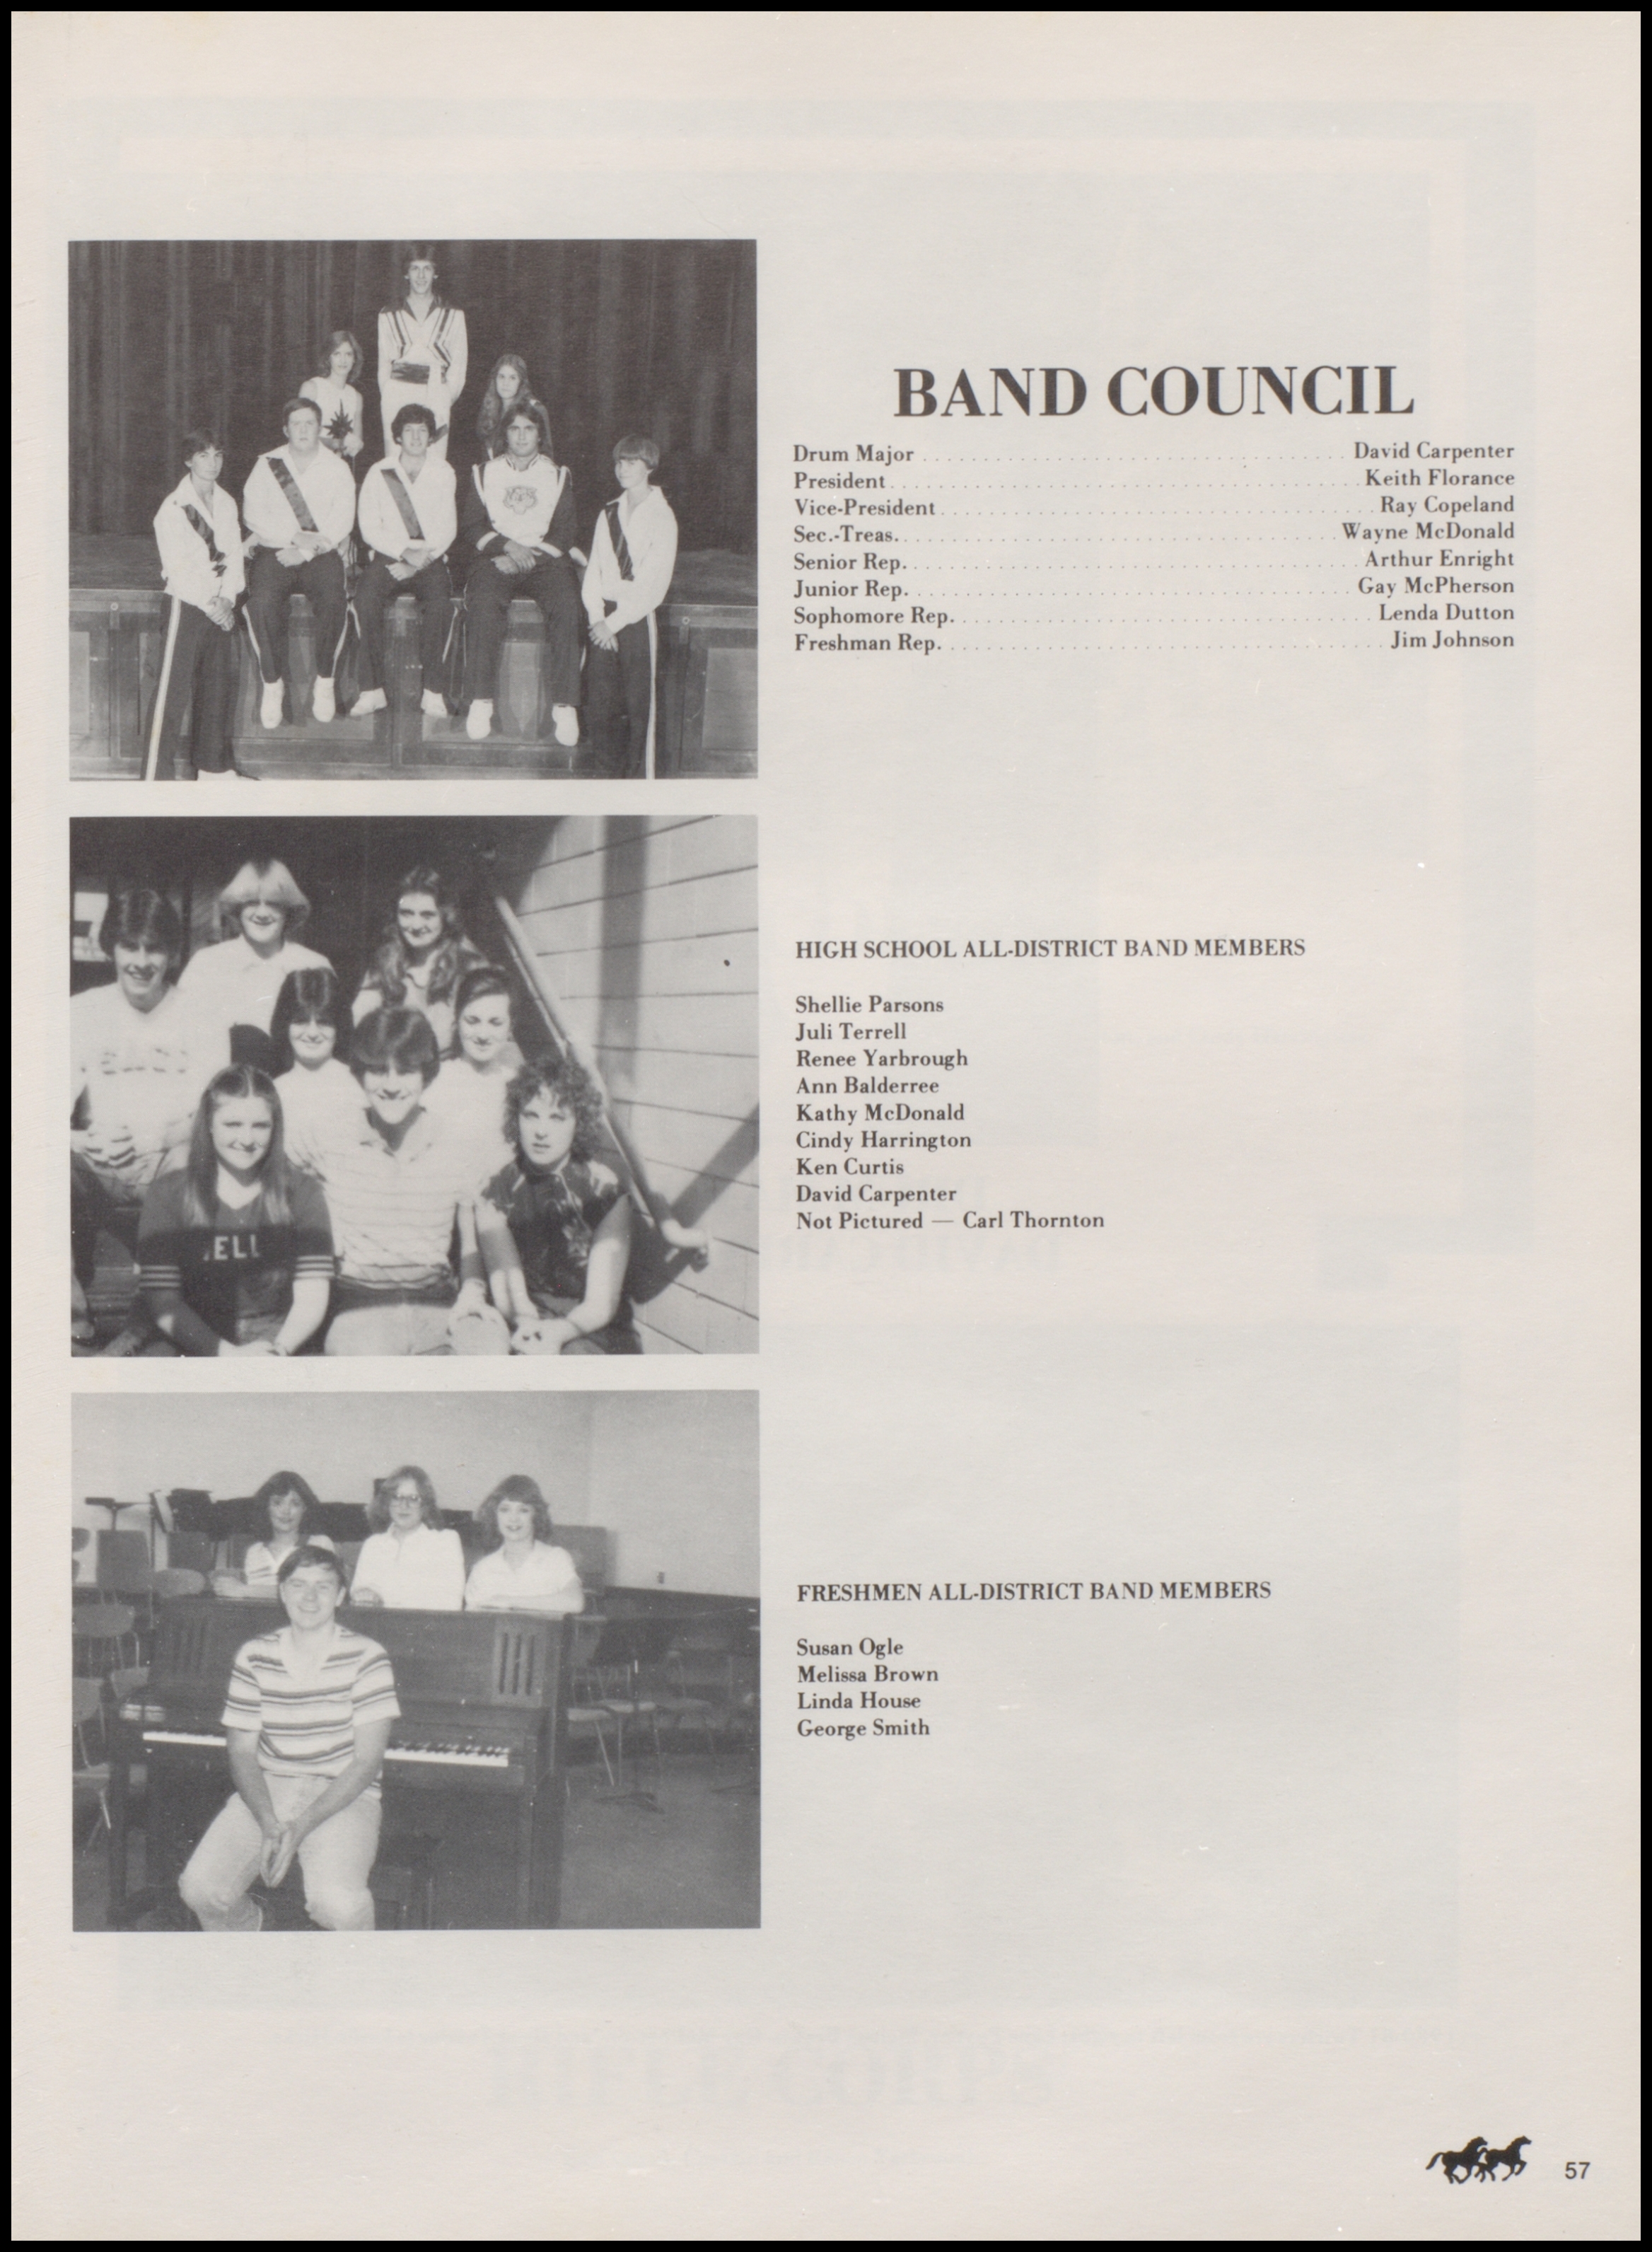 BAND COUNCIL
Drum Major . . . . . . . . . . . . . . . . . . . . . . . . . . . . . . . . . . David Carpenter
President . . . . . . . . . . . . . . . . . . . . . . . . . . . . . . . . . . Keith Florance
Vice-President . . . . . . . . . . . . . . . . . . . . . . . . . . . . . . . . . . Ray Copeland
Sec.-Treas. . . . . . . . . . . . . . . . . . . . . . . . . . . . . . . . . . . Wayne McDonald
Senior Rep. . . . . . . . . . . . . . . . . . . . . . . . . . . . . . . . . . . Arthur Enright
Junior Rep. . . . . . . . . . . . . . . . . . . . . . . . . . . . . . . . . . . Gay McPherson
Sophomore Rep. . . . . . . . . . . . . . . . . . . . . . . . . . . . . . . . . . . Lenda Dutton
Freshman Rep. . . . . . . . . . . . . . . . . . . . . . . . . . . . . . . . . . . Jim Johnson
ELL
HIGH SCHOOL ALL-DISTRICT BAND MEMBERS
Shellie Parsons
Juli Terrell
Renee Yarbrough
Ann Balderree
Kathy McDonald
Cindy Harrington
Ken Curtis
David Carpenter
Not Pictured — Carl Thornton
FRESHMEN ALL-DISTRICT BAND MEMBERS
Susan Ogle
Melissa Brown
Linda House
George Smith
57